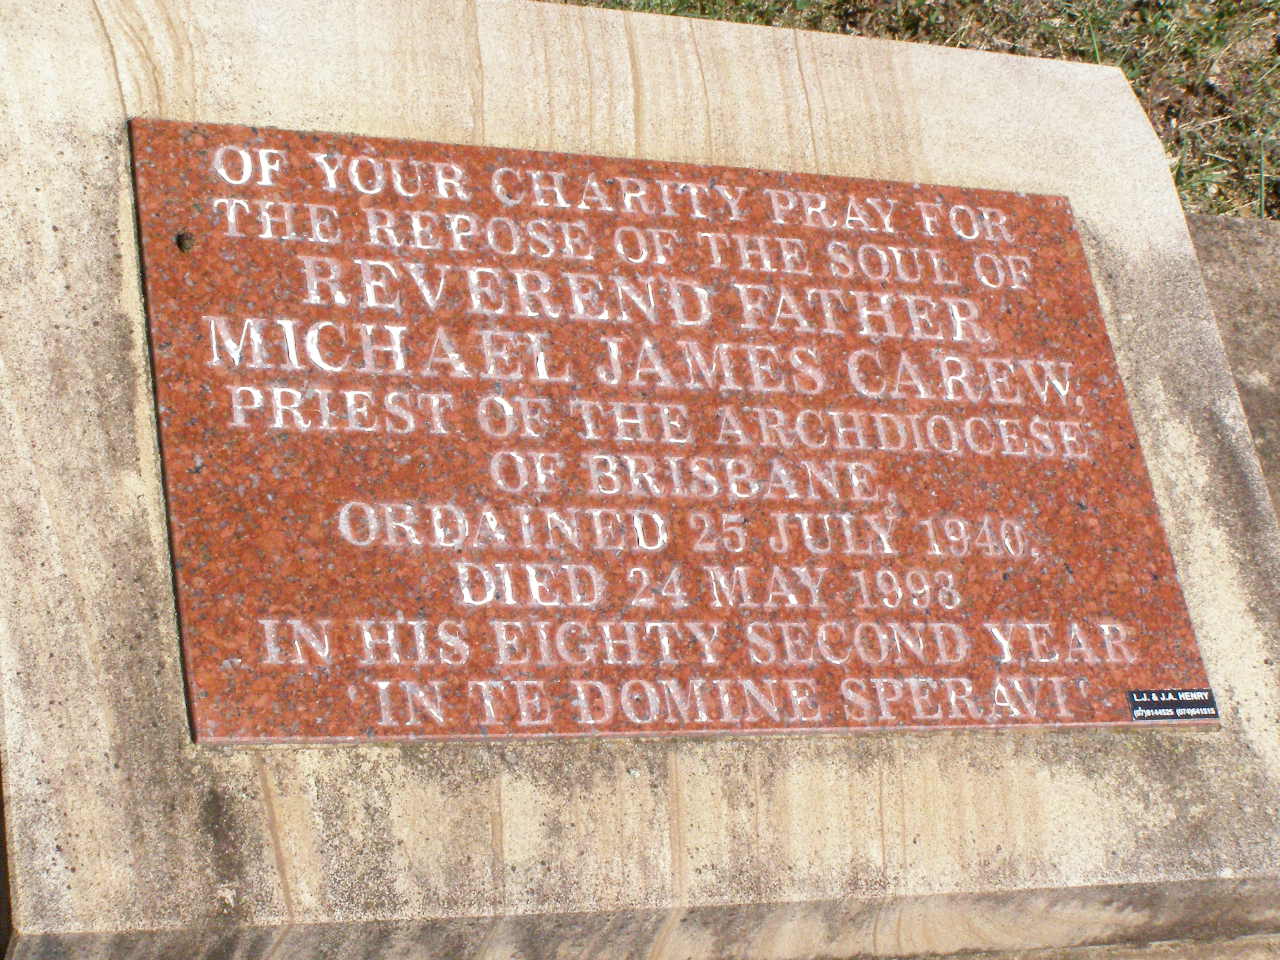 OF YOUR CHARITY PRAY FOR
THE REPOSE OF THE SOUL OF
REVEREND FATHER
MICHAEL JAMES CAREW,
PRIEST OF THE ARCHDIOCESE
OF BRISBANE,
ORDAINED 25 JULY 1940.,
DIED 24 MAY 1993
IN HIS EIGHTY SECOND YEAR
'IN TE DOMINE SPERAVI'
L.J. & J.A. HENRY